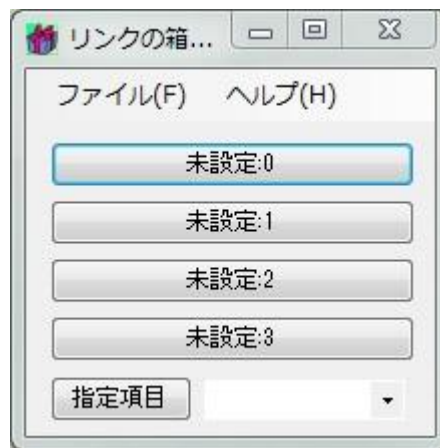 リンクの箱...
ファイル(F) ヘルプ(H)
未設定:0
未設定:1
未設定:2
未設定:3
指定項目